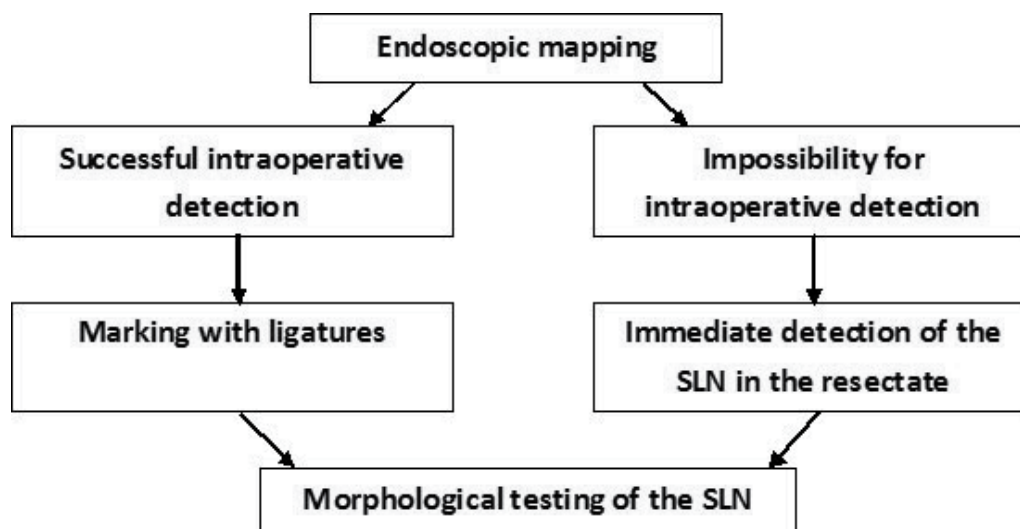 Endoscopic mapping
Successful intraoperative
detection
Impossibility for
intraoperative detection
Marking with ligatures
Immediate detection of the
SLN in the resectate
Morphological testing of the SLN